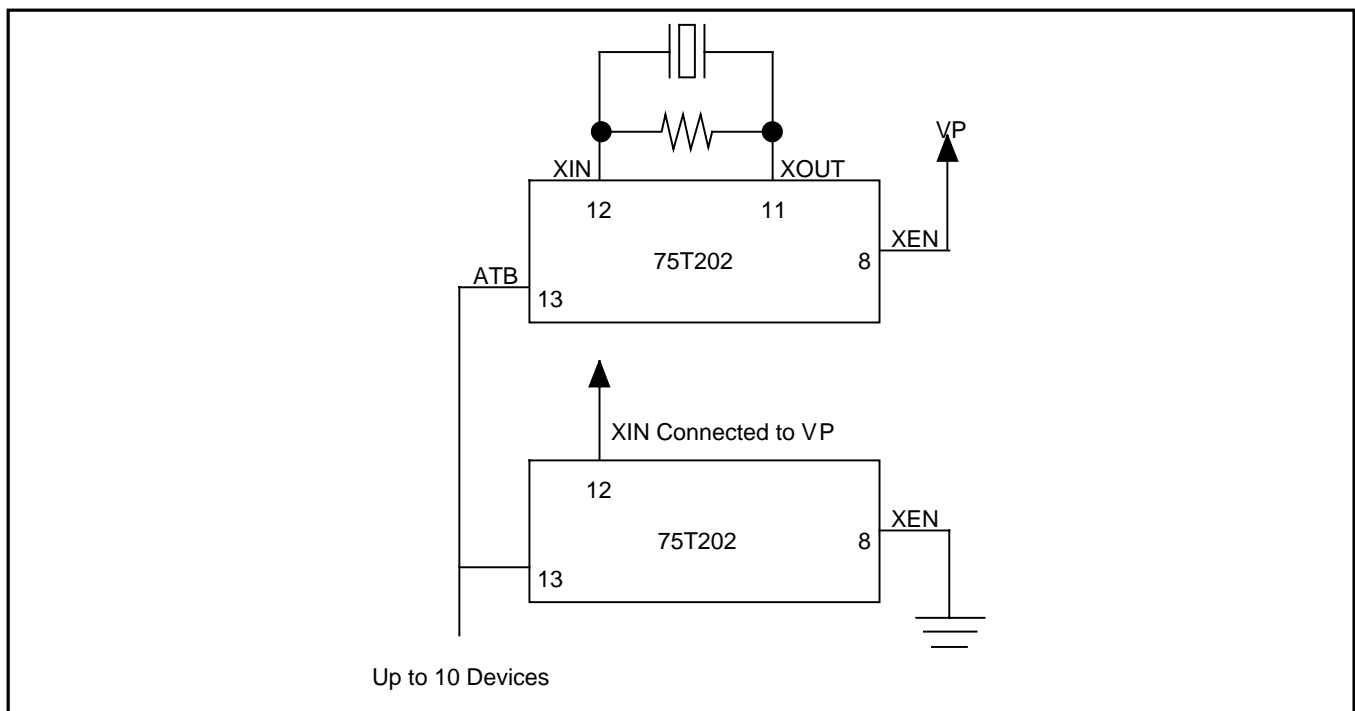 VP
XIN XOUT
12 11
XEN
75T202 8
ATB
13
XIN Connected to VP
12
XEN
75T202 8
13
Up to 10 Devices